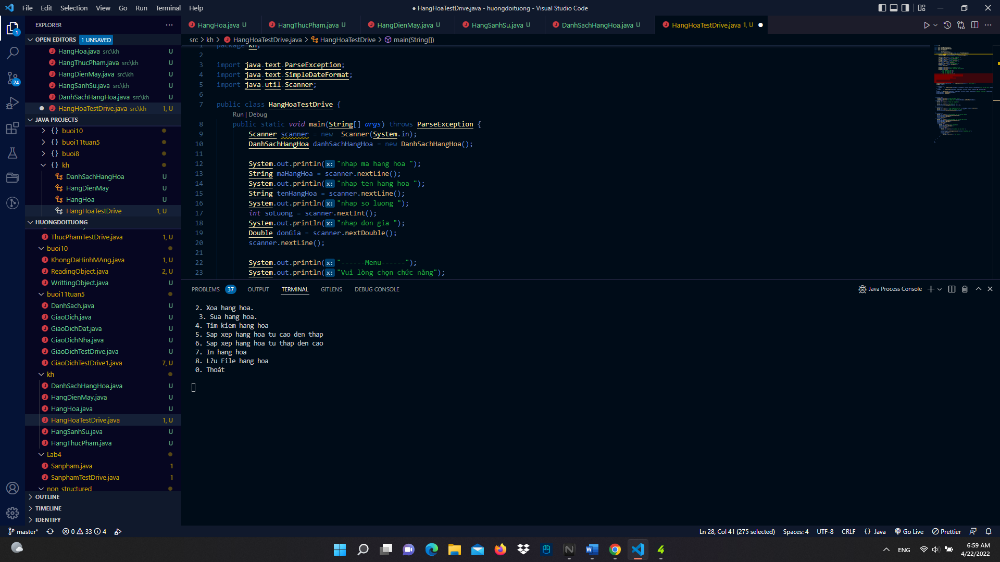 File Edit Selection View Go Run Terminal Help
● HangHoaTestDrive.java - huongdoituong - Visual Studio Code
EXPLORER
OPEN EDITORS 1 UNSAVED
HangHoa.java src\kh U
HangThucPham.java src\kh U
HangDienMay.java src\kh U
HangSanhSu.java src\kh U
DanhSachHangHoa.java src\kh U
HangHoaTestDrive.java src\kh 1, U
JAVA PROJECTS
{} buoi10
{} buoi11tuan5
{} buoi8
{} kh
DanhSachHangHoa U
HangDienMay U
HangHoa U
HangHoaTestDrive 1, U
HUONGDOITUONG
ThucPhamTestDrive.java 1, U
buoi10
KhongDaHinhMAng.java 1, U
ReadingObject.java 2, U
WrittingObject.java U
buoi11tuan5
DanhSach.java U
GiaoDich.java U
GiaoDichDat.java U
GiaoDichNha.java U
GiaoDichTestDrive.java U
GiaoDichTestDrive1.java 7, U
kh
DanhSachHangHoa.java U
HangDienMay.java U
HangHoa.java U
HangHoaTestDrive.java 1, U
HangSanhSu.java U
HangThucPham.java U
Lab4
Sanpham.java 1
SanphamTestDrive.java 1
non structured
OUTLINE
TIMELINE
IDENTIFY
1
24
HangHoa.java U HangThucPham.java U HangDienMay.java U HangSanhSu.java U DanhSachHangHoa.java U HangHoaTestDrive.java 1, U
src > kh > HangHoaTestDrive.java > HangHoaTestDrive > main(String[])
1 package kh;
2
3 import java.text.ParseException;
4 import java.text.SimpleDateFormat;
5 import java.util.Scanner;
6
7 public class HangHoaTestDrive {
Run | Debug
8 public static void main(String[] args) throws ParseException {
9 Scanner scanner = new  Scanner(System.in);
10 DanhSachHangHoa danhSachHangHoa = new DanhSachHangHoa();
11
12 System.out.println(x: "nhap ma hang hoa ");
13 String maHangHoa = scanner.nextLine();
14 System.out.println(x: "nhap ten hang hoa ");
15 String tenHangHoa = scanner.nextLine();
16 System.out.println(x: "nhap so luong ");
17 int soLuong = scanner.nextInt();
18 System.out.println(x: "nhap don gia ");
19 Double donGia = scanner.nextDouble();
20 scanner.nextLine();
21
22 System.out.println(x: "------Menu------");
23 System.out.println(x: "Vui lòng chọn chức năng");
PROBLEMS 37 OUTPUT TERMINAL GITLENS DEBUG CONSOLE
Java Process Console
2. Xoa hang hoa.
3. Sua hang hoa.
4. Tim kiem hang hoa
5. Sap xep hang hoa tu cao den thap
6. Sap xep hang hoa tu thap den cao
7. In hang hoa
8. L?u File hang hoa
0. Thoát
master* 0 33 4
Ln 28, Col 41 (275 selected) Spaces: 4 UTF-8 CRLF {} Java Go Live Prettier
ENG
6:59 AM
4/22/2022